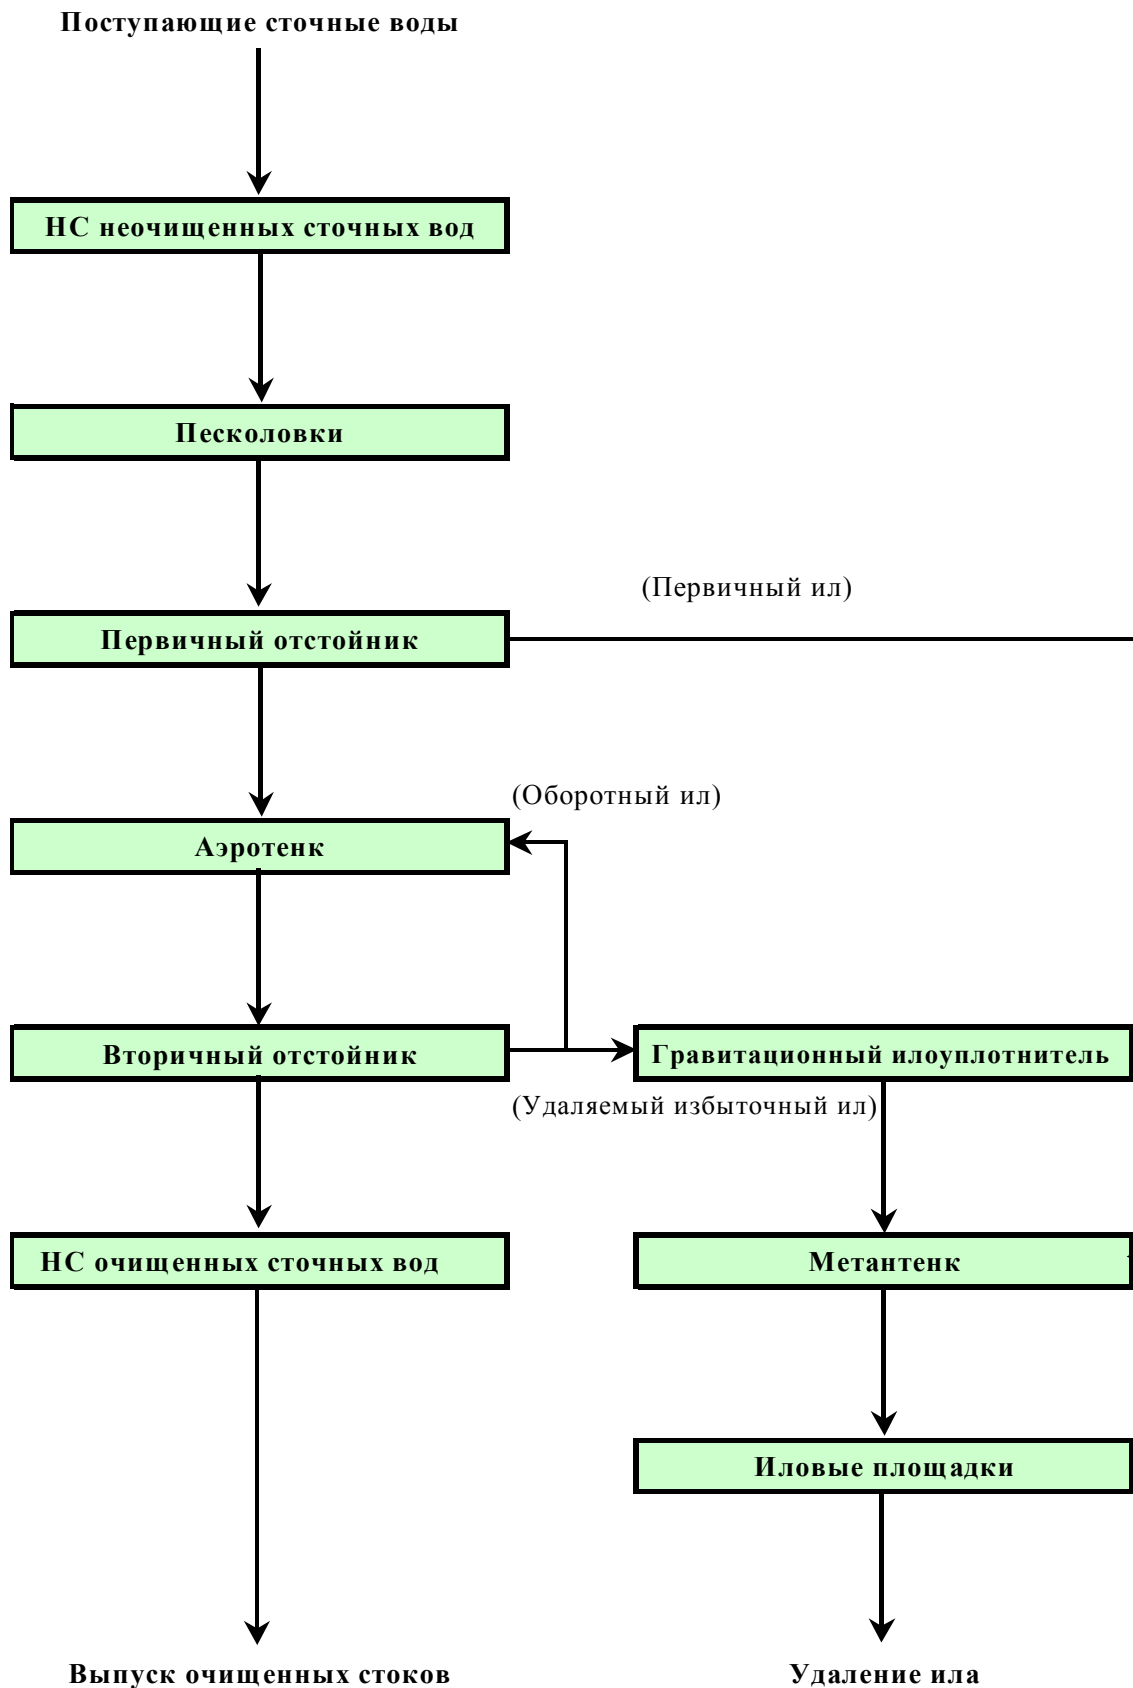 Поступающие сточные воды
НС неочищенных сточных вод
Песколовки
(Первичный ил)
Первичный отстойник
(Оборотный ил)
Аэротенк
Вторичный отстойник
Гравитационный илоуплотнитель
(Удаляемый избыточный ил)
НС очищенных сточных вод
Метантенк
Иловые площадки
Выпуск очищенных стоков
Удаление ила